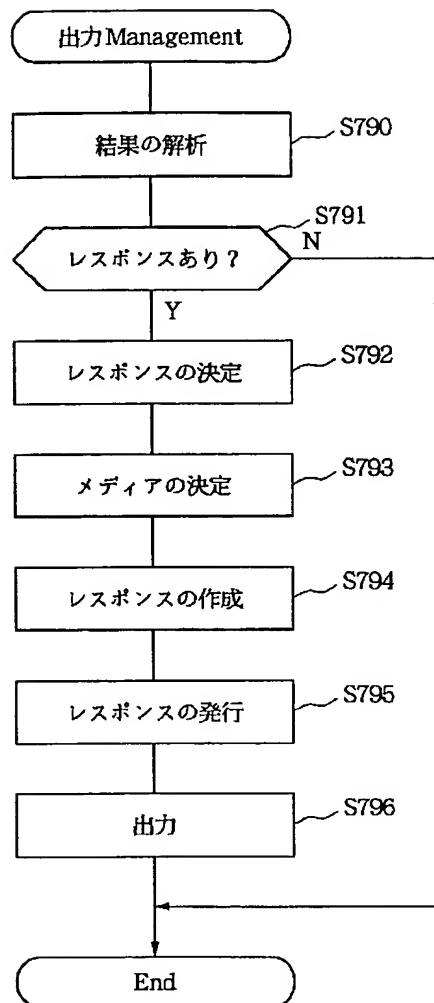 出力Management
結果の解析
S790
S791
レスポンスあり?
N
Y
レスポンスの決定
S792
メディアの決定
S793
レスポンスの作成
S794
レスポンスの発行
S795
出力
S796
End